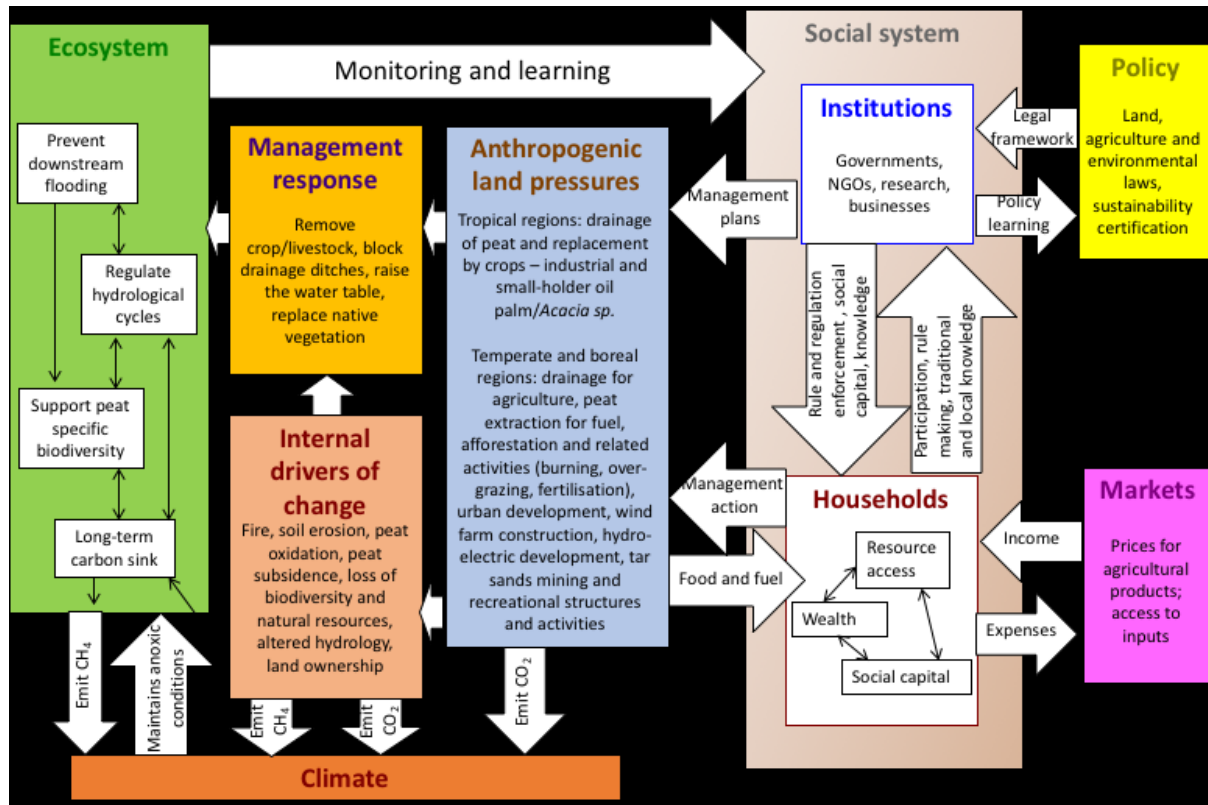 Ecosystem
Prevent
downstream
flooding
Regulate
hydrological
cycles
Support peat
specific
biodiversity
Long-term
carbon sink
Monitoring and learning
Management
response
Remove
crop/livestock, block
drainage ditches, raise
the water table,
replace native
vegetation
Internal
drivers of
change
Fire, soil erosion, peat
oxidation, peat
subsidence, loss of
biodiversity and
natural resources,
altered hydrology,
land ownership
Anthropogenic
land pressures
Tropical regions: drainage
of peat and replacement
by crops – industrial and
small-holder oil
palm/Acacia sp.
Temperate and boreal
regions: drainage for
agriculture, peat
extraction for fuel,
afforestation and related
activities (burning, over-
grazing, fertilisation),
urban development, wind
farm construction, hydro-
electric development, tar
sands mining and
recreational structures
and activities
Management
plans
Management
action
Food and fuel
Social system
Institutions
Governments,
NGOs, research,
businesses
Rule and regulation
enforcement , social
capital, knowledge
Participation, rule
making, traditional
and local knowledge
Households
Resource
access
Wealth
Social capital
Legal
framework
Policy
learning
Policy
Land,
agriculture and
environmental
laws,
sustainability
certification
Income
Expenses
Markets
Prices for
agricultural
products;
access to
inputs
Emit CH₄
Maintains anoxic
conditions
Emit
CH₄
Emit
CO₂
Emit CO₂
Climate